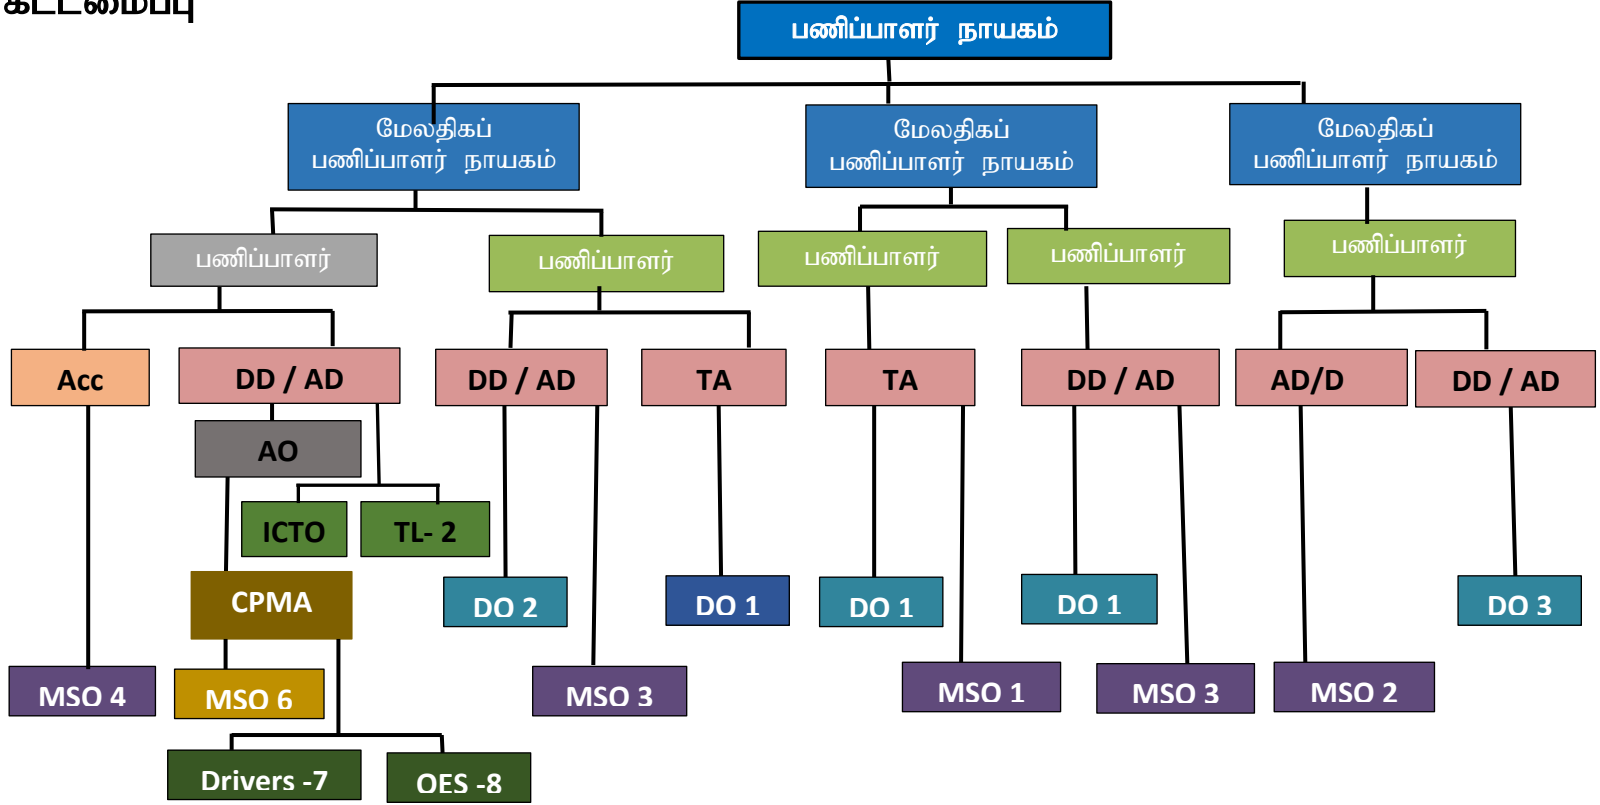 கட்டமைப்பு
பணிப்பாளர் நாயகம்
மேலதிகப்
பணிப்பாளர் நாயகம்
மேலதிகப்
பணிப்பாளர் நாயகம்
மேலதிகப்
பணிப்பாளர் நாயகம்
பணிப்பாளர்
பணிப்பாளர்
பணிப்பாளர்
பணிப்பாளர்
பணிப்பாளர்
Acc
DD / AD
DD / AD
TA
TA
DD / AD
AD/D
DD / AD
AO
ICTO
TL- 2
CPMA
DO 2
DO 1
DO 1
DO 1
DO 3
MSO 4
MSO 6
MSO 3
MSO 1
MSO 3
MSO 2
Drivers -7
OES -8